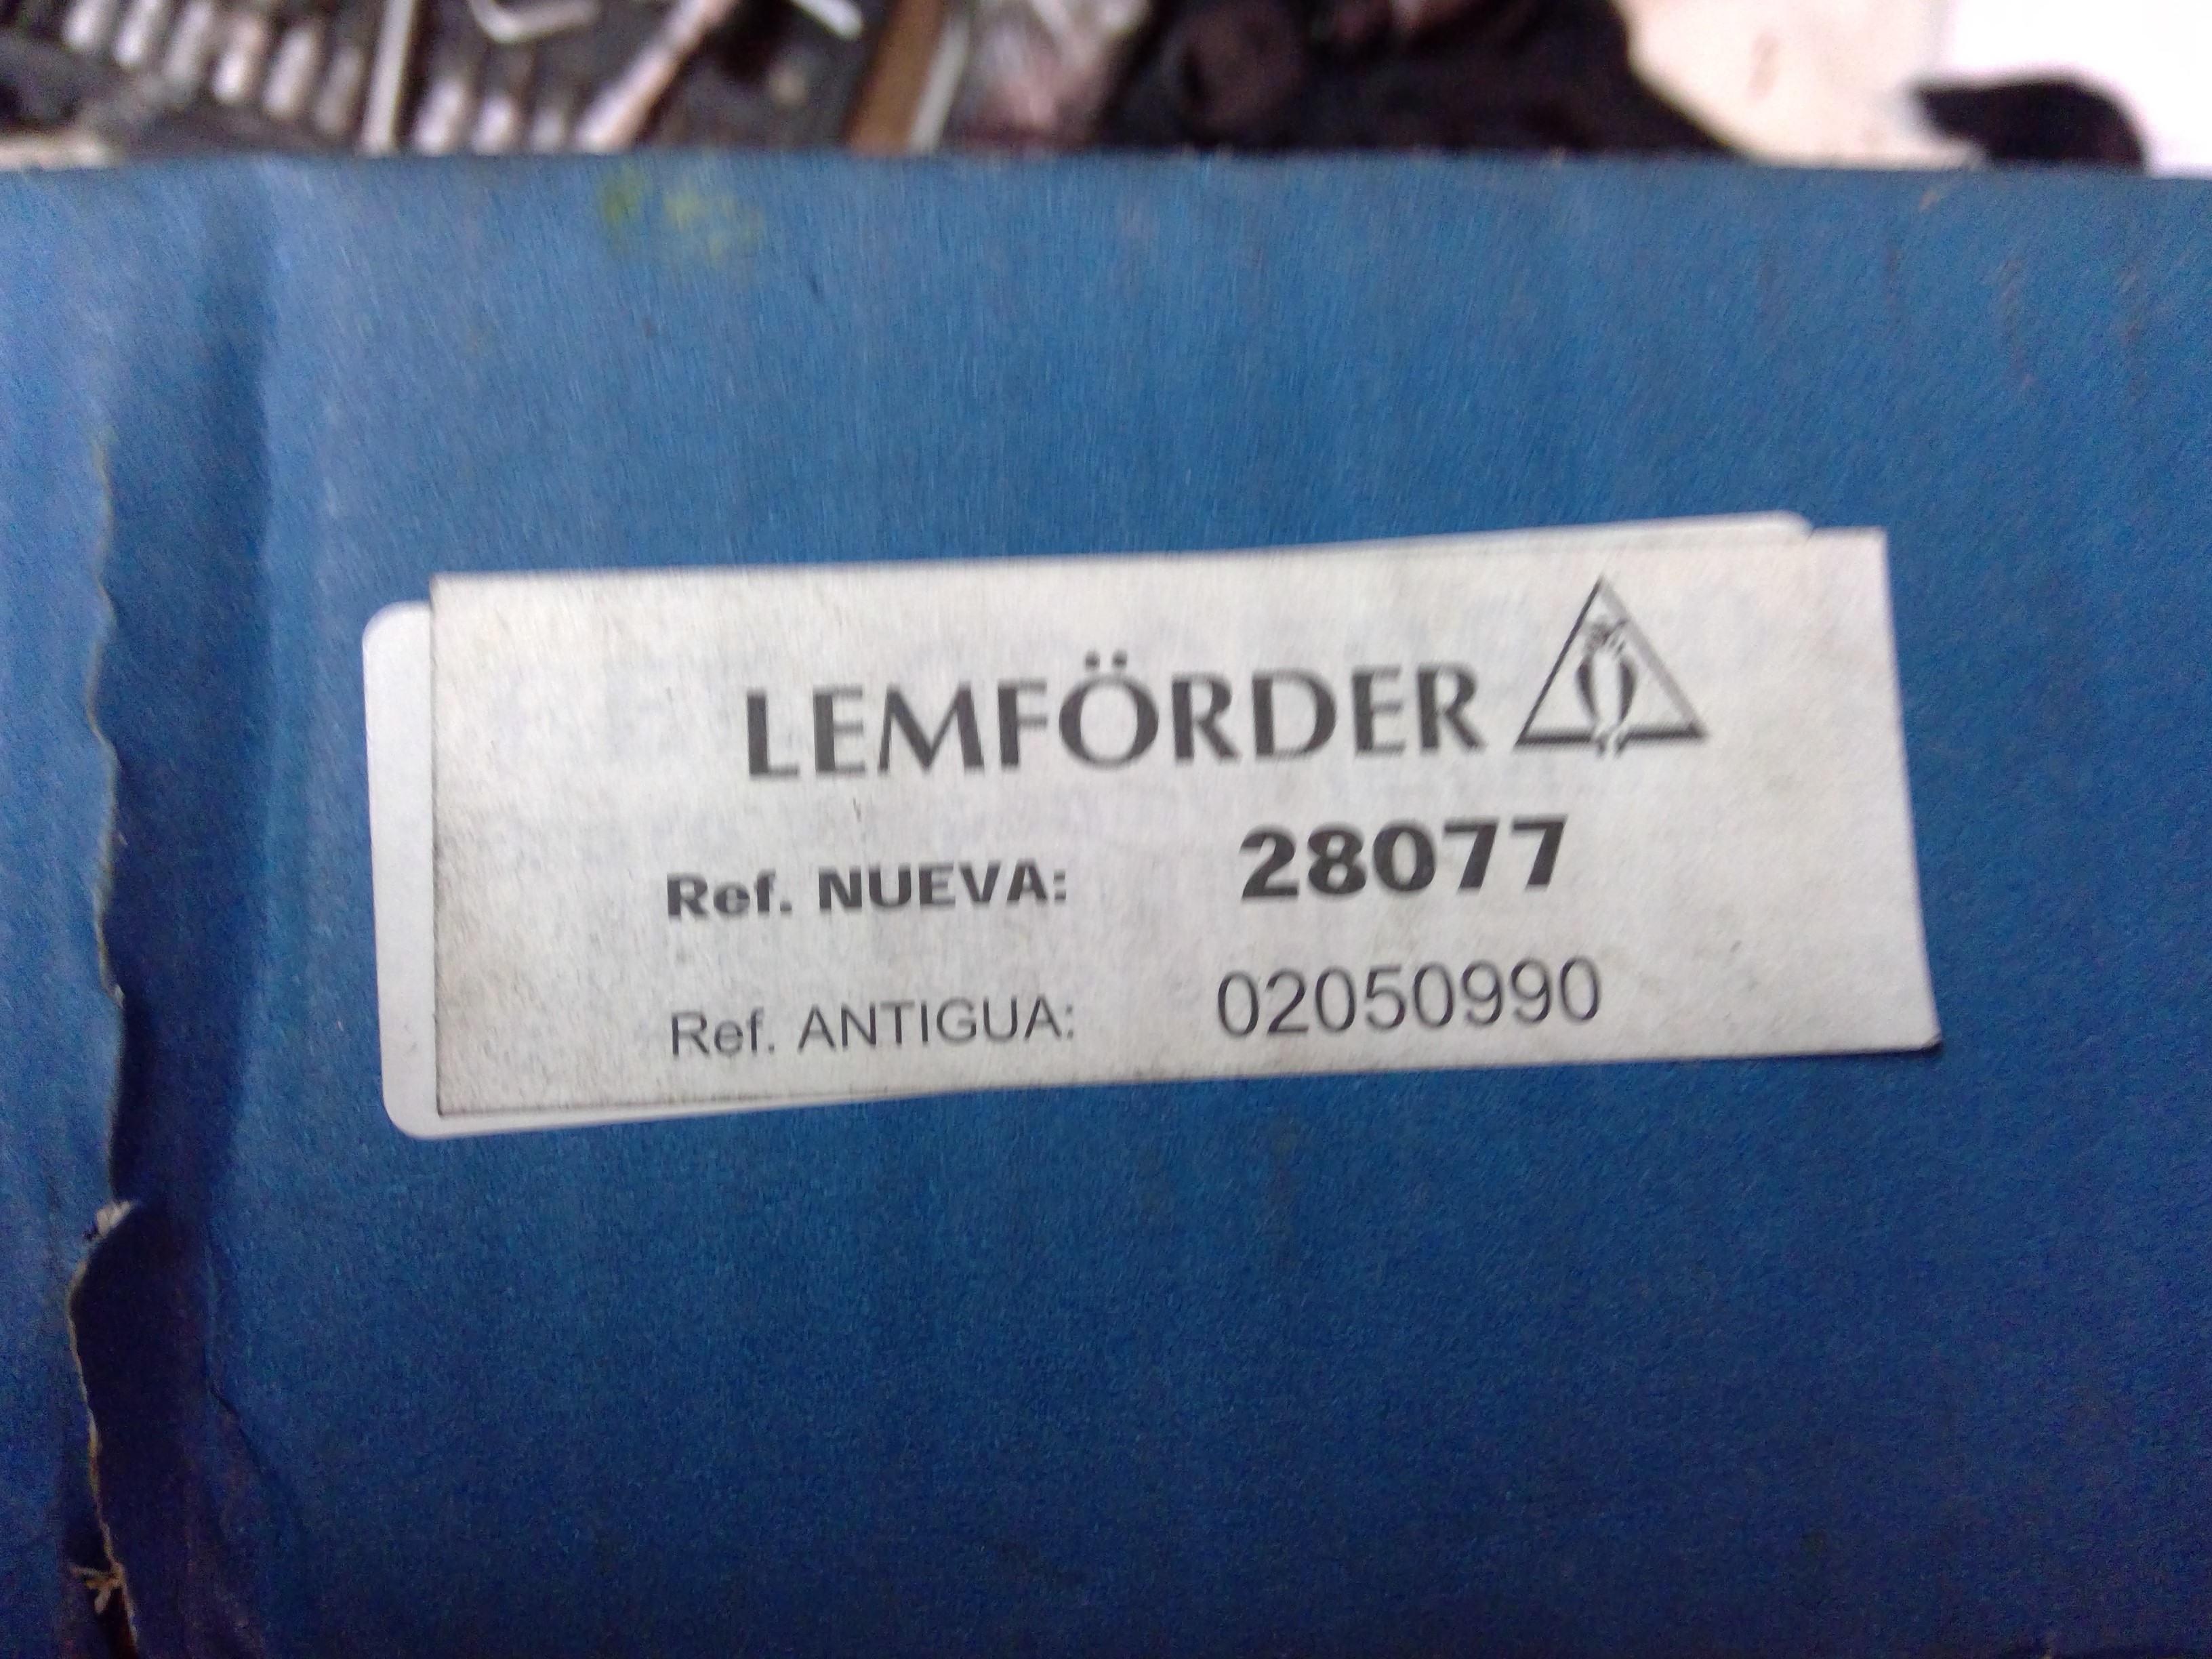 LEMFÖRDER
Ref. NUEVA: 28077
Ref. ANTIGUA: 02050990